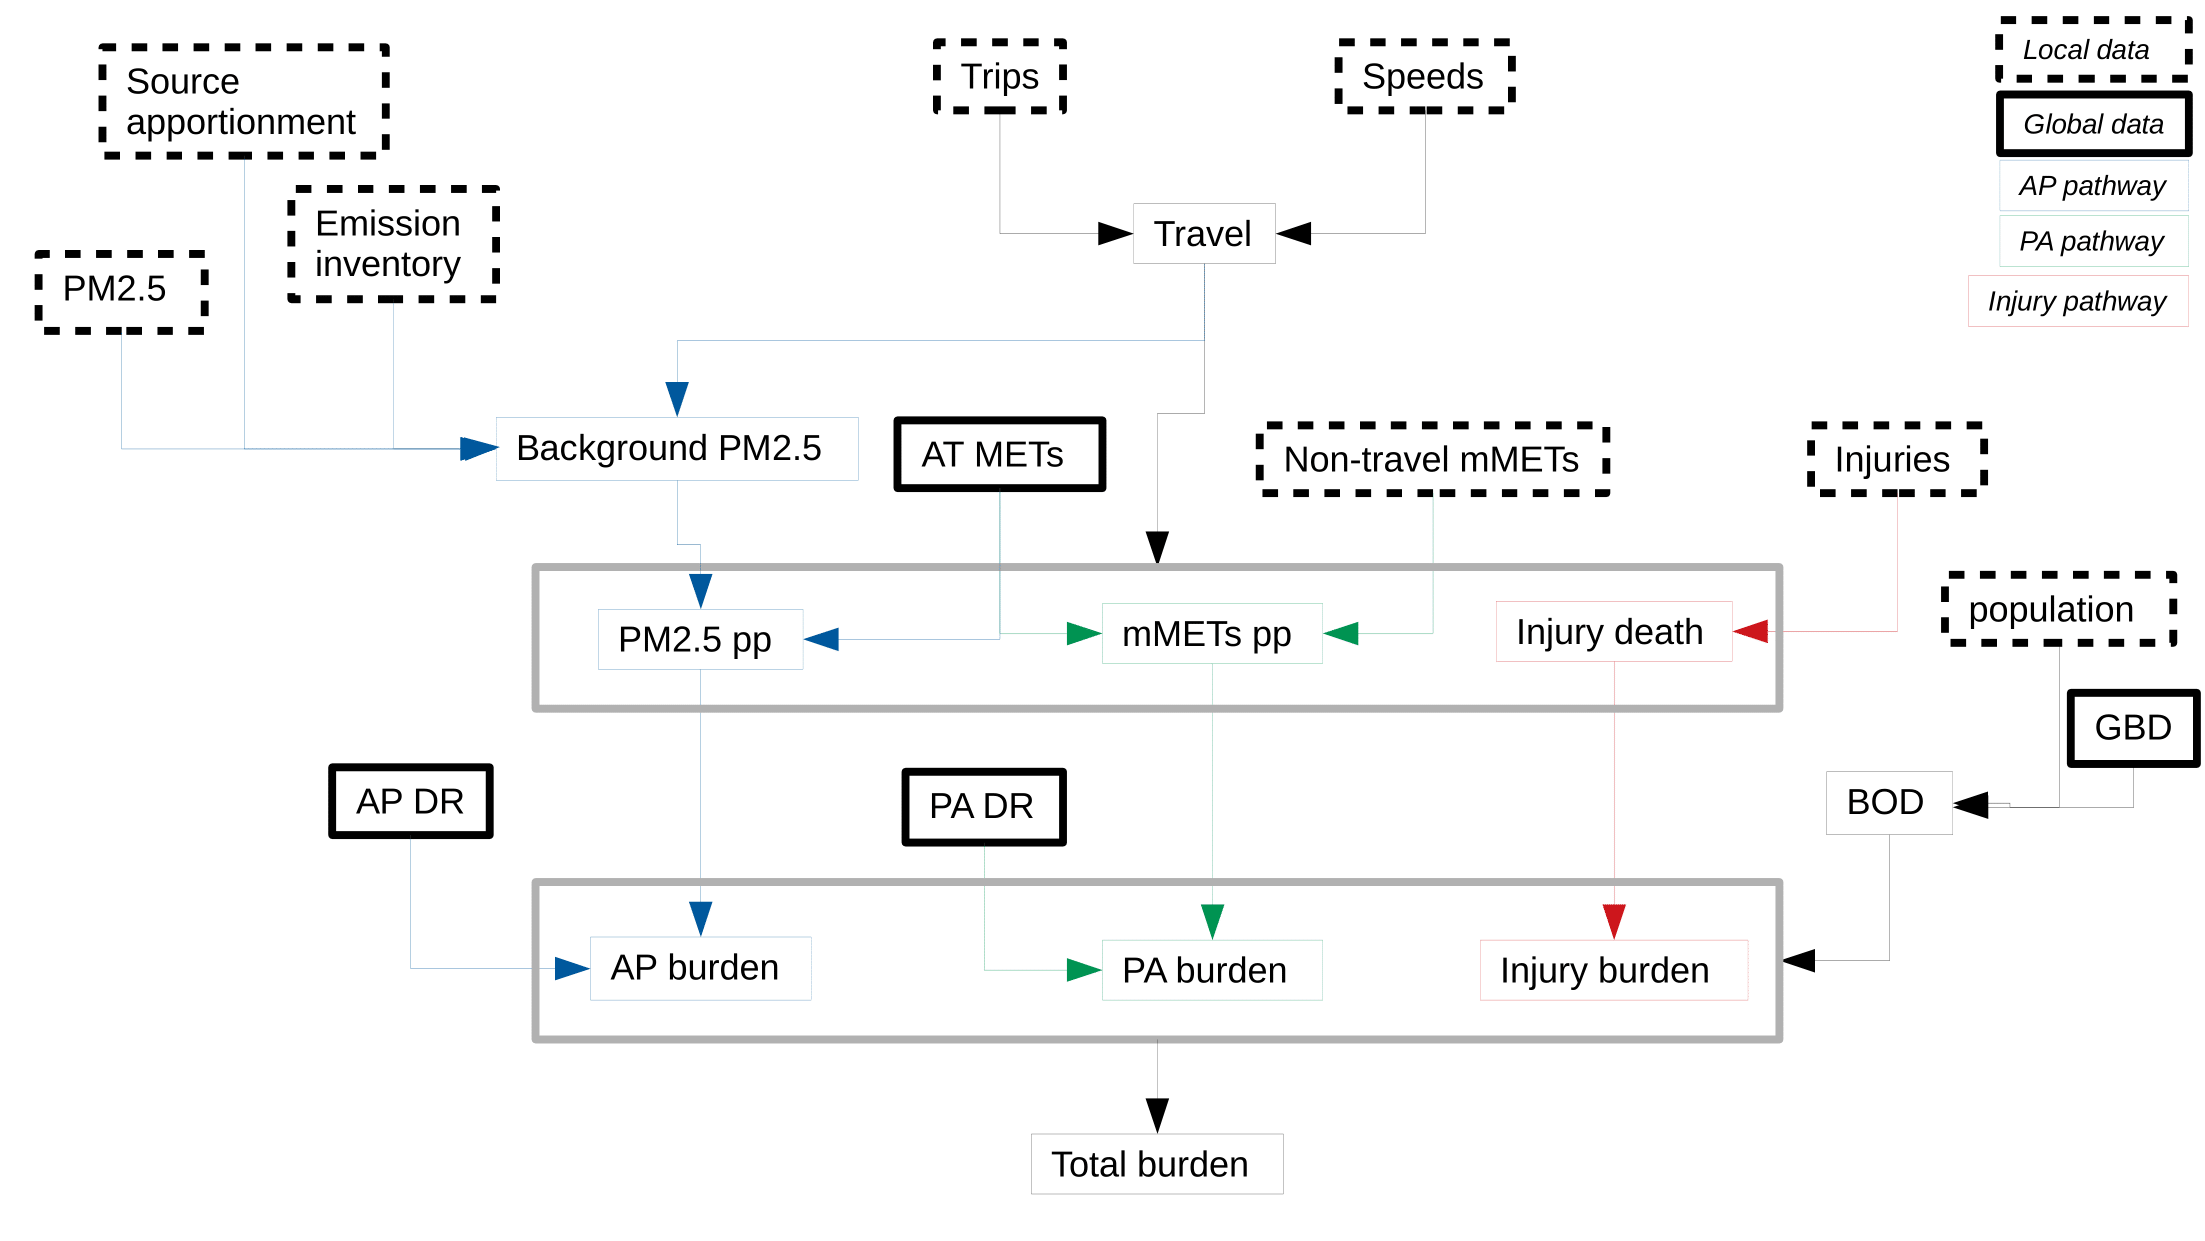 Source
apportionment
Trips
Speeds
Local data
Global data
AP pathway
PA pathway
Injury pathway
Emission
inventory
PM2.5
Travel
Background PM2.5
AT METs
Non-travel mMETs
Injuries
population
PM2.5 pp
mMETs pp
Injury death
GBD
AP DR
PA DR
BOD
AP burden
PA burden
Injury burden
Total burden